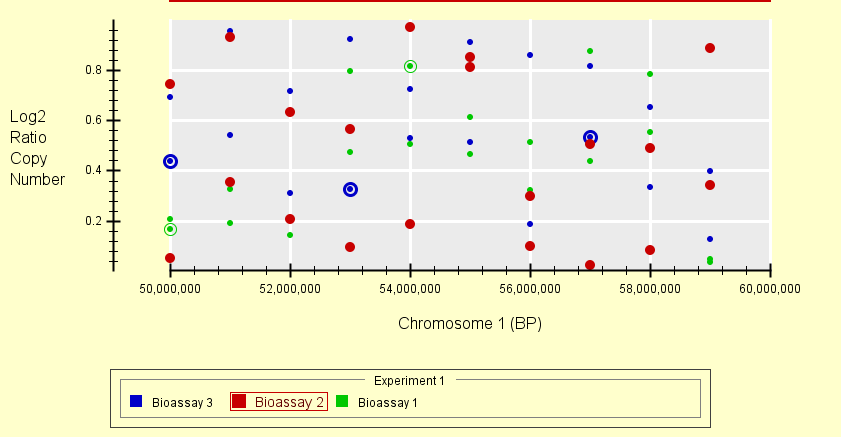 0.8
0.6
0.4
0.2
Log2
Ratio
Copy
Number
50,000,000 52,000,000 54,000,000 56,000,000 58,000,000 60,000,000
Chromosome 1 (BP)
Experiment 1
Bioassay 3 Bioassay 2 Bioassay 1